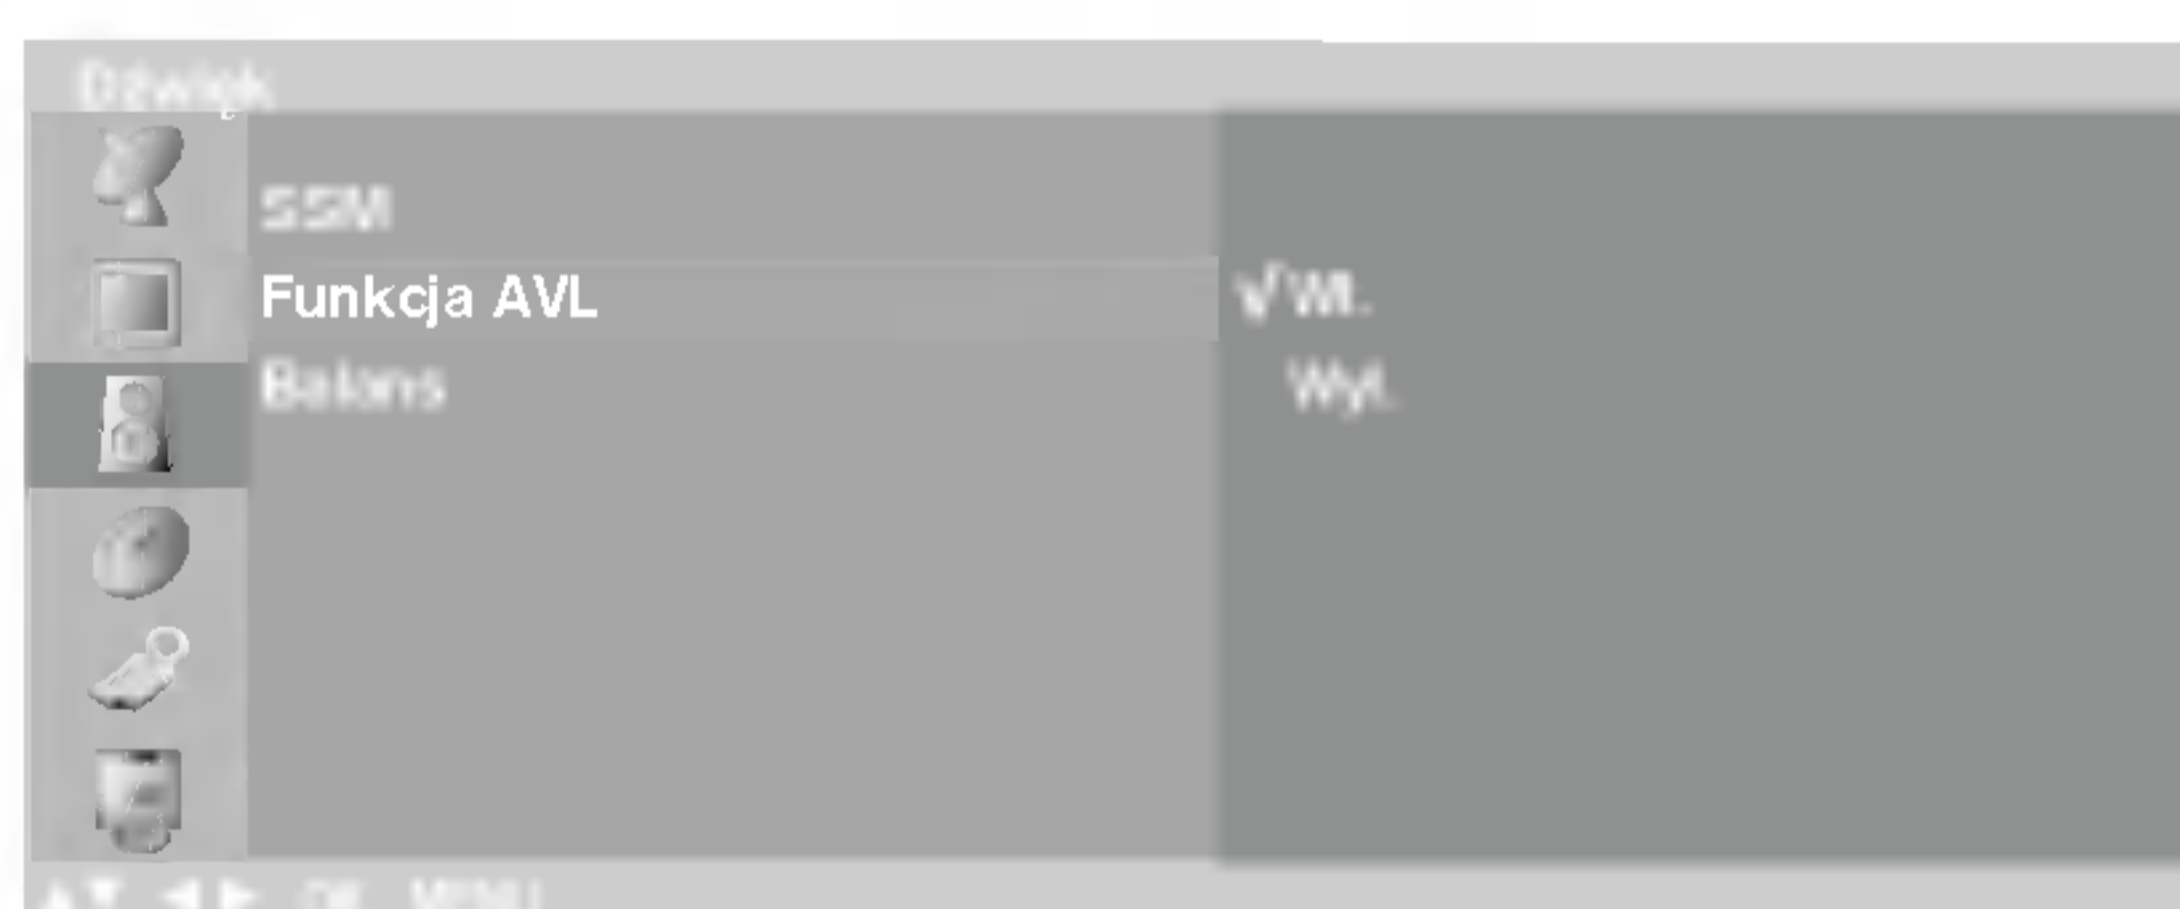 Dźwięk
SSM
Funkcja AVL
√ Wł.
Balans
Wył.
▲▼ ◄► OK MENU